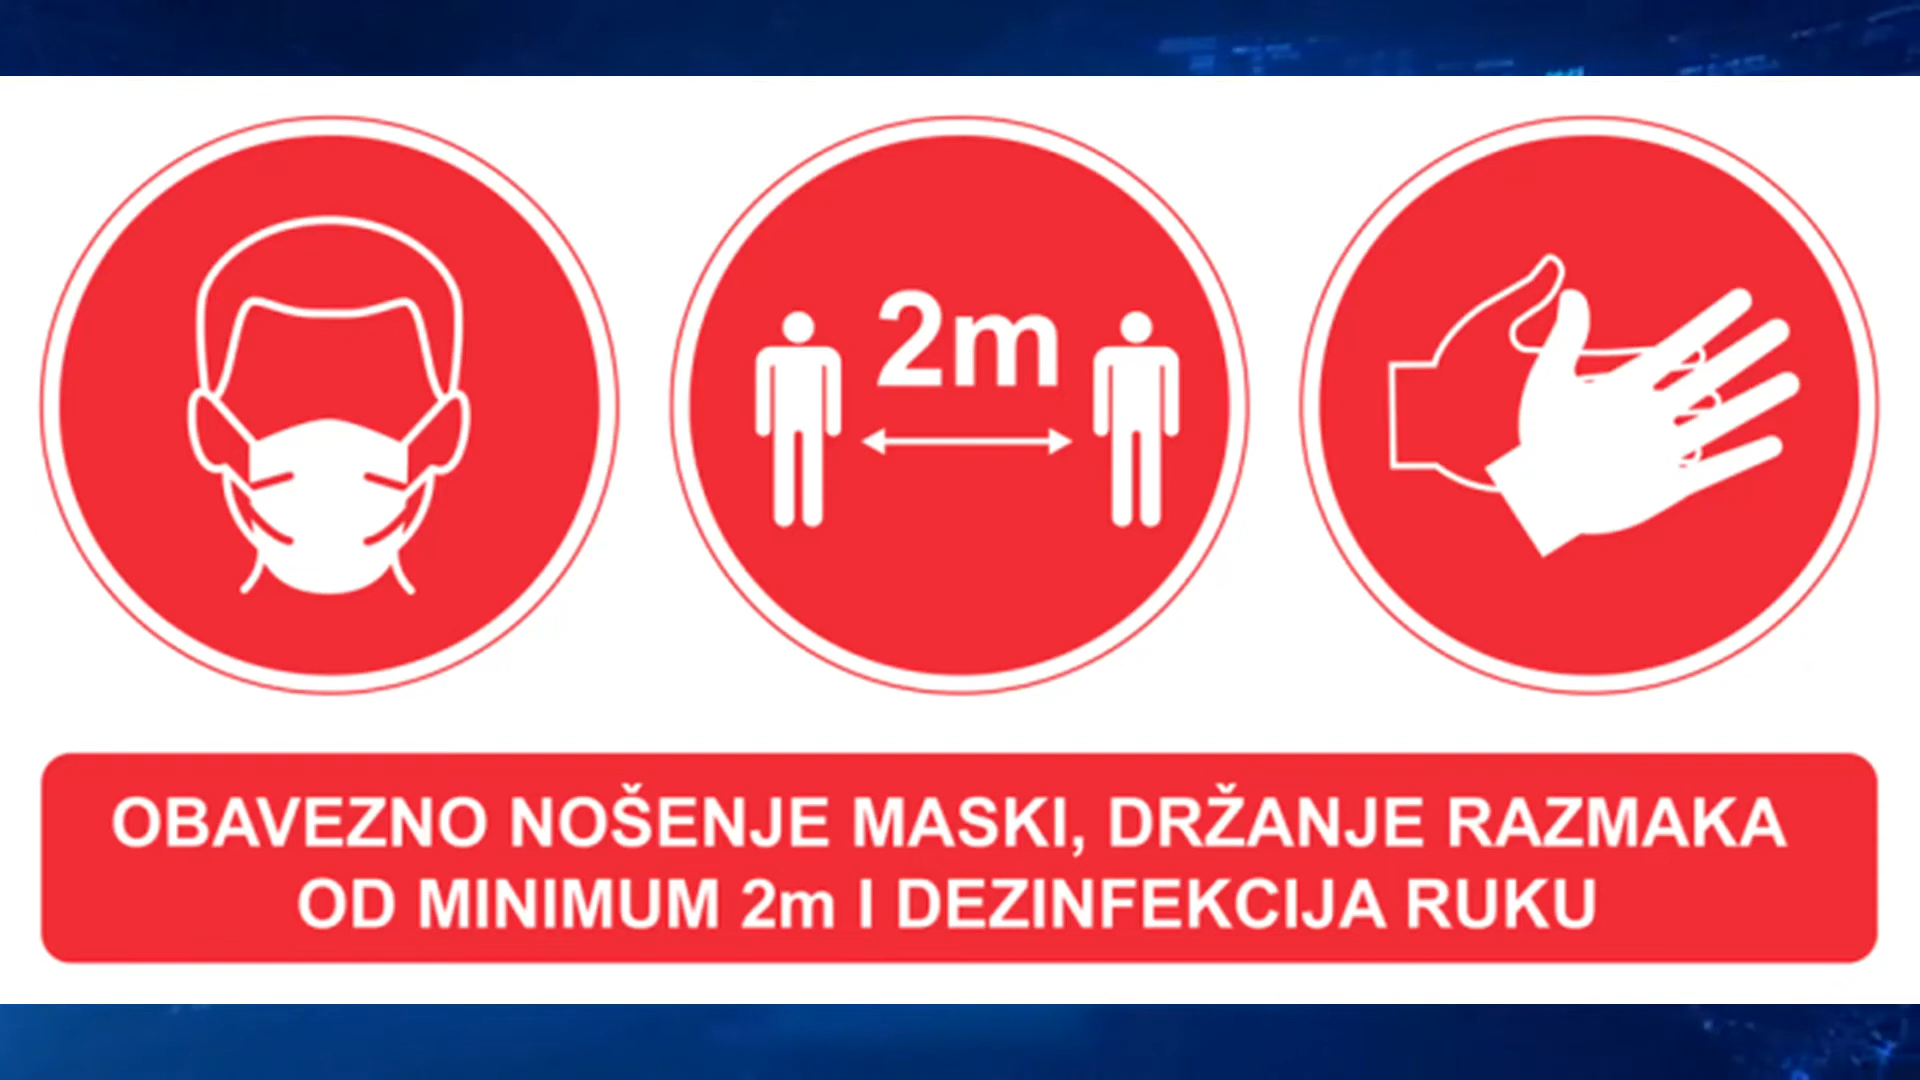 2m
OBAVEZNO NOŠENJE MASKI, DRŽANJE RAZMAKA
OD MINIMUM 2m I DEZINFEKCIJA RUKU